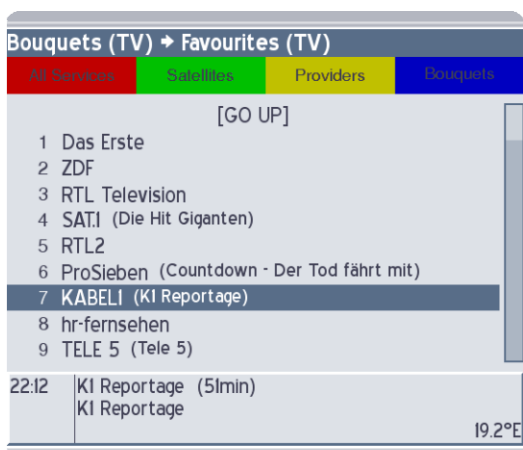 Bouquets (TV) → Favourites (TV)
All Services Satellites Providers Bouquets
[GO UP]
1 Das Erste
2 ZDF
3 RTL Television
4 SAT.1 (Die Hit Giganten)
5 RTL2
6 ProSieben (Countdown - Der Tod fährt mit)
7 KABEL1 (K1 Reportage)
8 hr-fernsehen
9 TELE 5 (Tele 5)
22:12 K1 Reportage (51min)
K1 Reportage
19.2°E